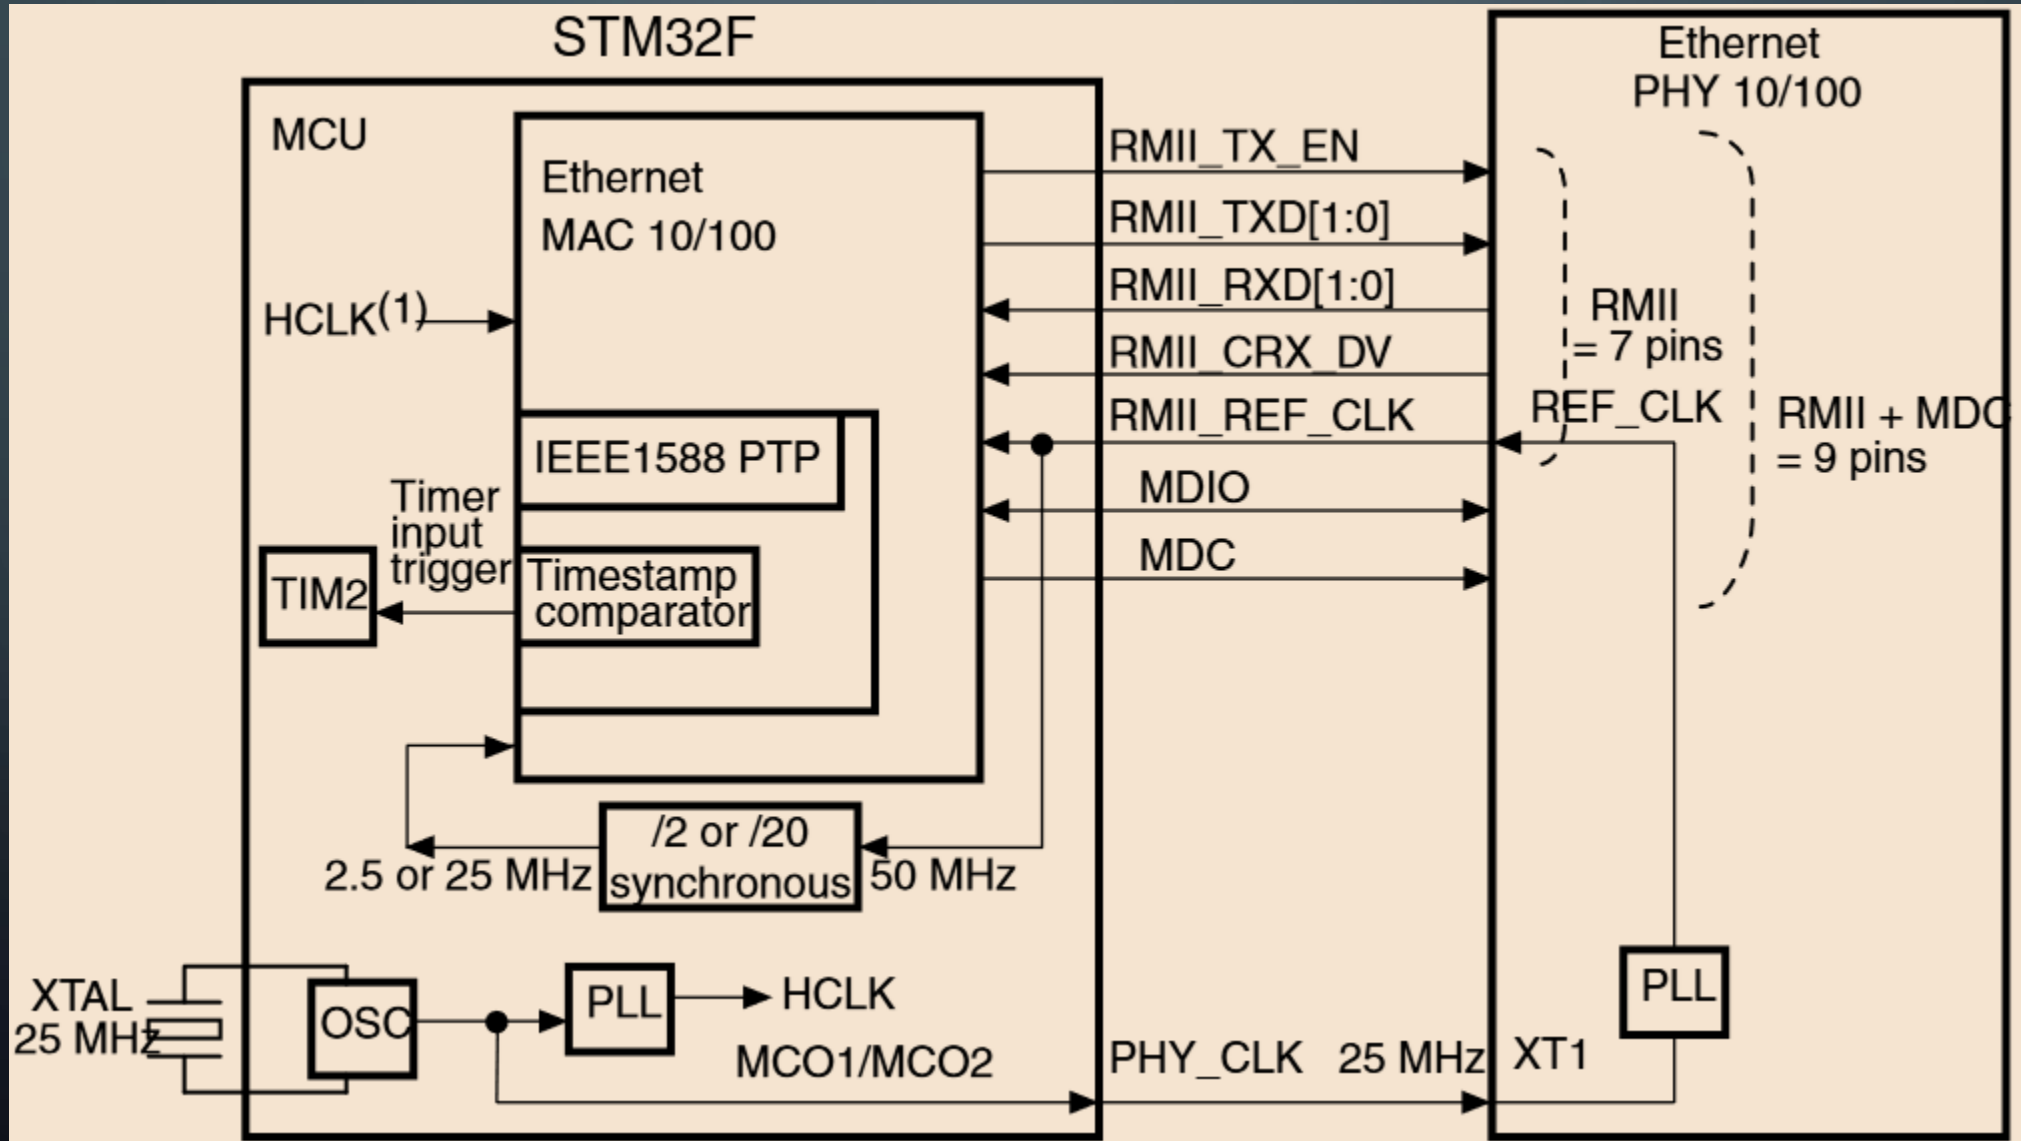 STM32F
Ethernet
PHY 10/100
MCU
Ethernet
MAC 10/100
HCLK(1)
RMII_TX_EN
RMII_TXD[1:0]
RMII_RXD[1:0]
RMII_CRX_DV
RMII_REF_CLK
MDIO
MDC
RMII
= 7 pins
REF_CLK
RMII + MDC
= 9 pins
IEEE1588 PTP
Timer
input
trigger
TIM2
Timestamp
comparator
/2 or /20
synchronous
2.5 or 25 MHz
50 MHz
XTAL
25 MHz
OSC
PLL
HCLK
MCO1/MCO2
PHY_CLK 25 MHz
XT1
PLL